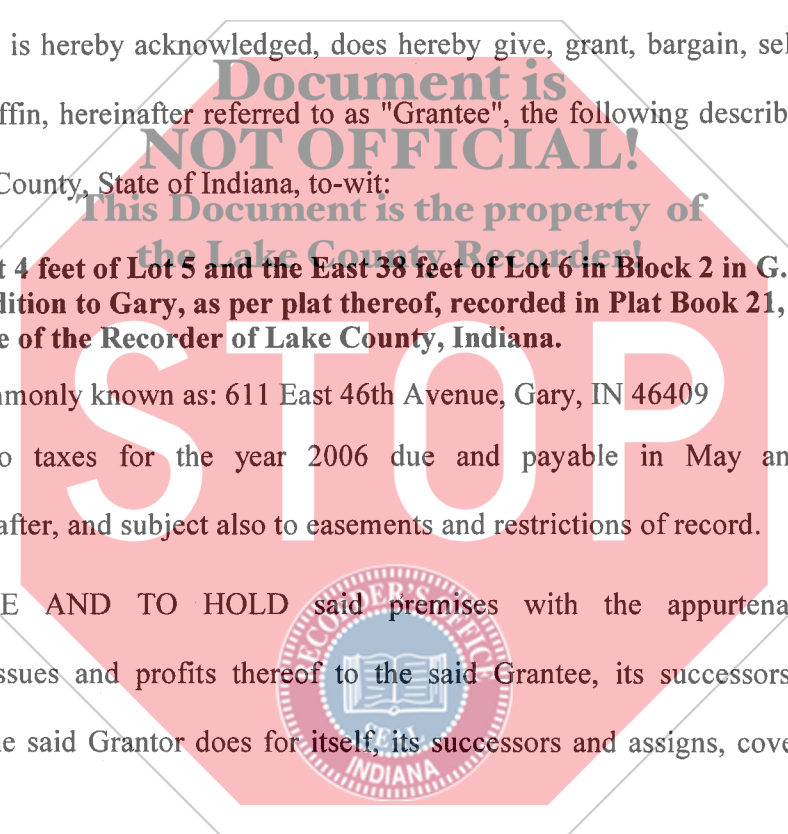 is hereby acknowledged, does hereby give, grant, bargain, sel
Document is
ffin, hereinafter referred to as "Grantee", the following describ
NOT OFFICIAL!
County, State of Indiana, to-wit:
This Document is the property of
the Lake County Recorder!
t 4 feet of Lot 5 and the East 38 feet of Lot 6 in Block 2 in G.
dition to Gary, as per plat thereof, recorded in Plat Book 21,
e of the Recorder of Lake County, Indiana.
STOP
mmonly known as: 611 East 46th Avenue, Gary, IN 46409
o taxes for the year 2006 due and payable in May an
after, and subject also to easements and restrictions of record.
E AND TO HOLD said premises with the appurtena
ssues and profits thereof to the said Grantee, its successors
e said Grantor does for itself, its successors and assigns, cove
RECORDER'S OFFICE
SEAL
INDIANA